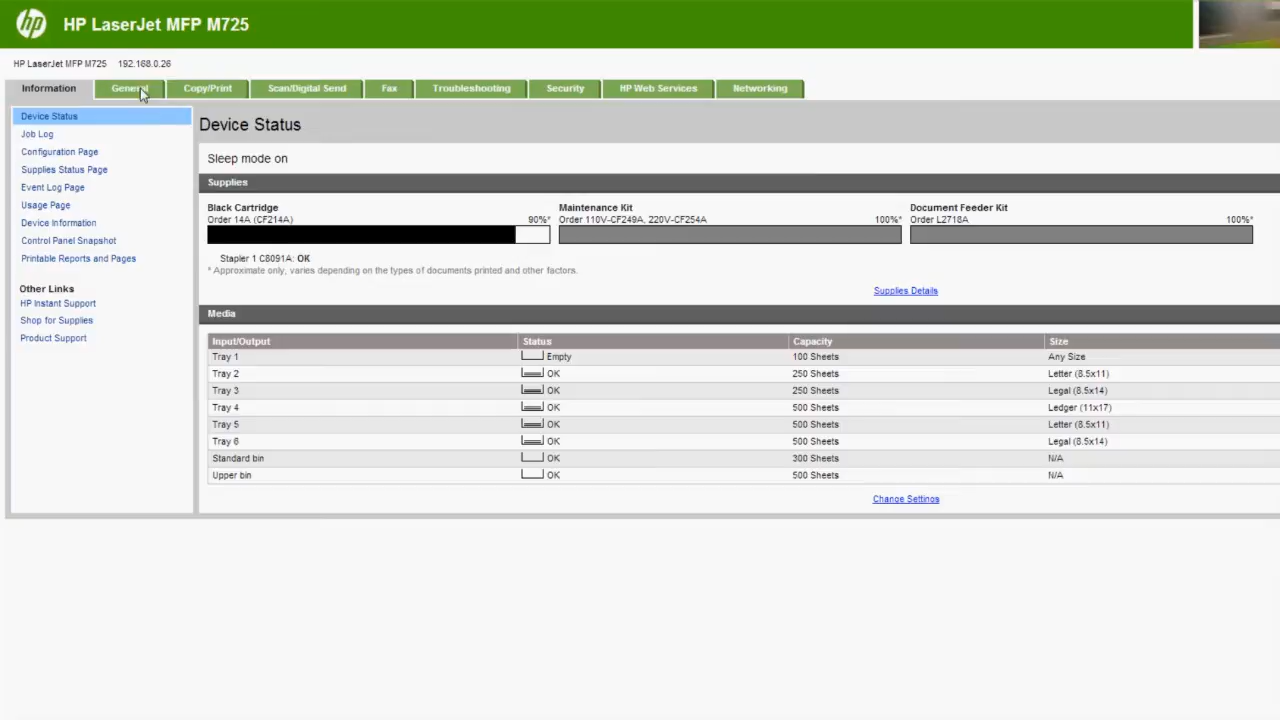 hp HP LaserJet MFP M725
HP LaserJet MFP M725 192.168.0.26
Information General Copy/Print Scan/Digital Send Fax Troubleshooting Security HP Web Services Networking
Device Status
Job Log
Configuration Page
Supplies Status Page
Event Log Page
Usage Page
Device Information
Control Panel Snapshot
Printable Reports and Pages
Other Links
HP Instant Support
Shop for Supplies
Product Support
Device Status
Sleep mode on
Supplies
Black Cartridge
Order 14A (CF214A) 90%*
Maintenance Kit
Order 110V-CF249A, 220V-CF254A 100%*
Document Feeder Kit
Order L2718A 100%*
Stapler 1 C8091A: OK
* Approximate only, varies depending on the types of documents printed and other factors.
Supplies Details
Media
Input/Output Status Capacity Size
Tray 1 Empty 100 Sheets Any Size
Tray 2 OK 250 Sheets Letter (8.5x11)
Tray 3 OK 250 Sheets Legal (8.5x14)
Tray 4 OK 500 Sheets Ledger (11x17)
Tray 5 OK 500 Sheets Letter (8.5x11)
Tray 6 OK 500 Sheets Legal (8.5x14)
Standard bin OK 300 Sheets N/A
Upper bin OK 500 Sheets N/A
Change Settings